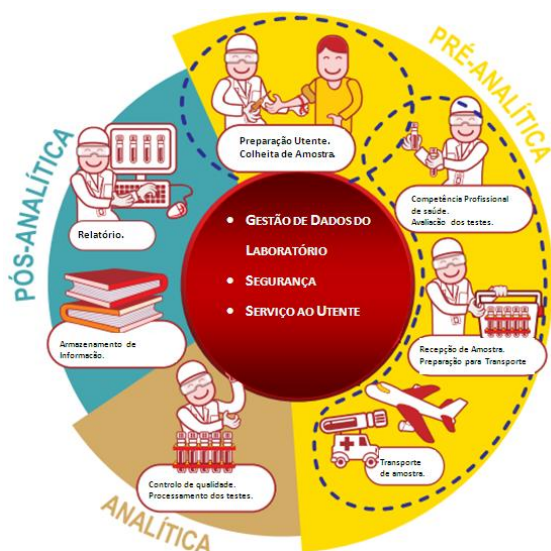 PRÉ-ANALÍTICA
Preparação Utente.
Colheita de Amostra.
Competência Profissional
de saúde.
Avaliação dos testes.
Recepção de Amostra.
Preparação para Transporte
Transporte
de amostra.
ANALÍTICA
Controlo de qualidade.
Processamento dos testes.
PÓS-ANALÍTICA
Relatório.
Armazenamento de
Informação.
• GESTÃO DE DADOS DO
LABORATÓRIO
• SEGURANÇA
• SERVIÇO AO UTENTE